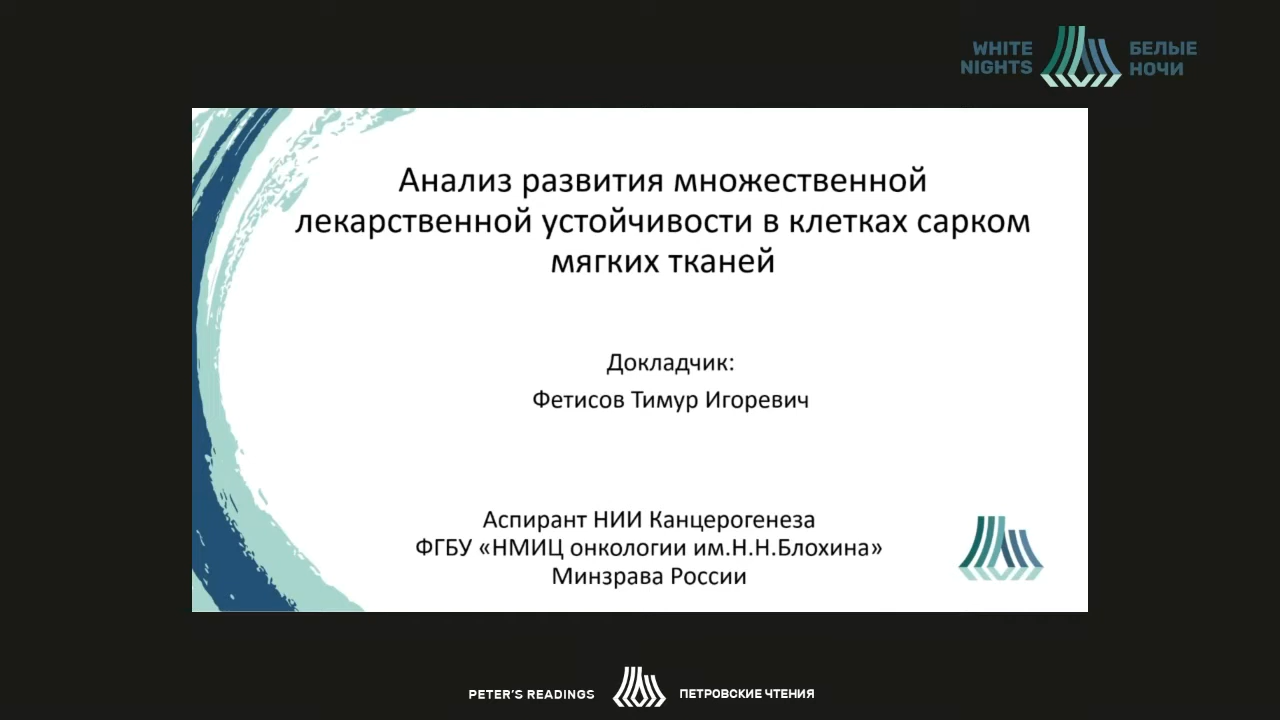 WHITE
NIGHTS
БЕЛЫЕ
НОЧИ
Анализ развития множественной
лекарственной устойчивости в клетках сарком
мягких тканей
Докладчик:
Фетисов Тимур Игоревич
Аспирант НИИ Канцерогенеза
ФГБУ «НМИЦ онкологии им.Н.Н.Блохина»
Минзрава России
PETER'S READINGS
ПЕТРОВСКИЕ ЧТЕНИЯ